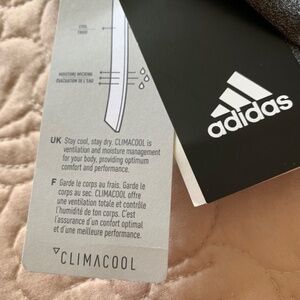 COOL
FROID
MOISTURE WICKING
ÉVACUATION DE L'EAU
adidas
UK Stay cool, stay dry. CLIMACOOL is
ventilation and moisture management
for your body, providing optimum
comfort and performance.
F Garde le corps au frais. Garde le
corps au sec. CLIMACOOL offre
une ventilation totale et contrôle
l'humidité de ton corps. C'est
l'assurance d'un confort optimal
et d'une meilleure performance.
CLIMACOOL